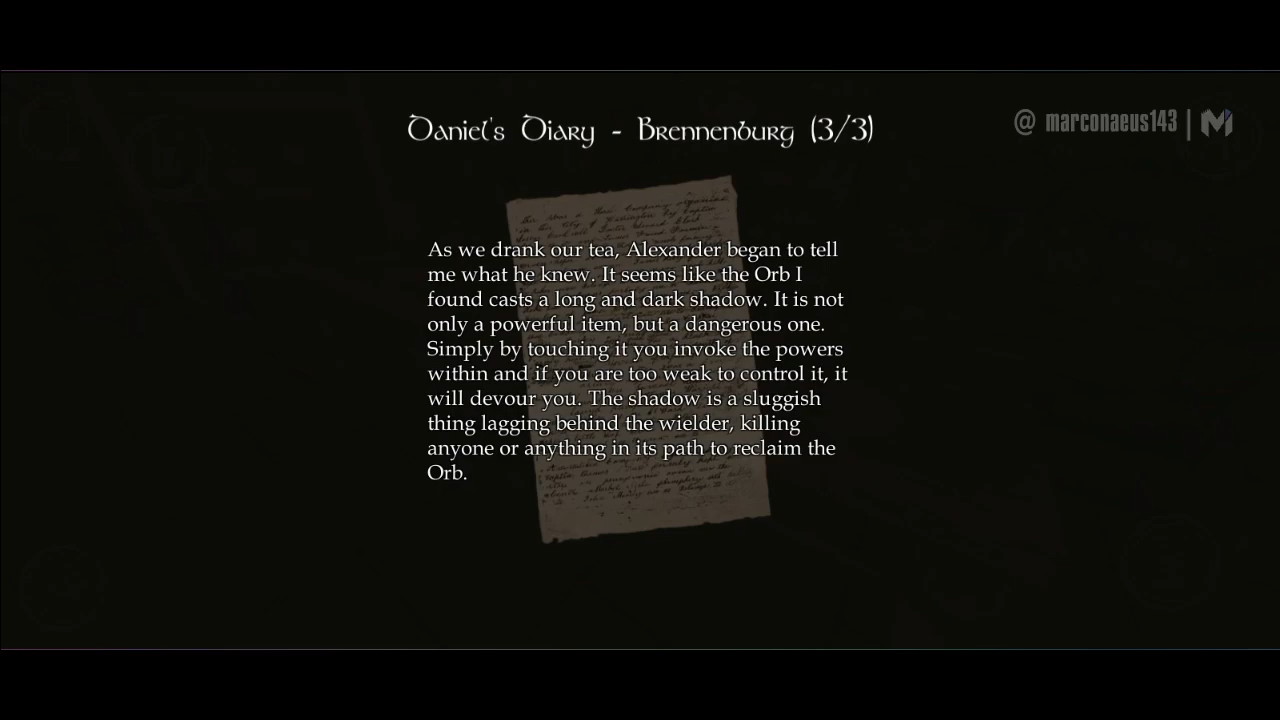 Daniel's Diary - Brennenburg (3/3)
@ marconaeus143 |
As we drank our tea, Alexander began to tell
me what he knew. It seems like the Orb I
found casts a long and dark shadow. It is not
only a powerful item, but a dangerous one.
Simply by touching it you invoke the powers
within and if you are too weak to control it, it
will devour you. The shadow is a sluggish
thing lagging behind the wielder, killing
anyone or anything in its path to reclaim the
Orb.